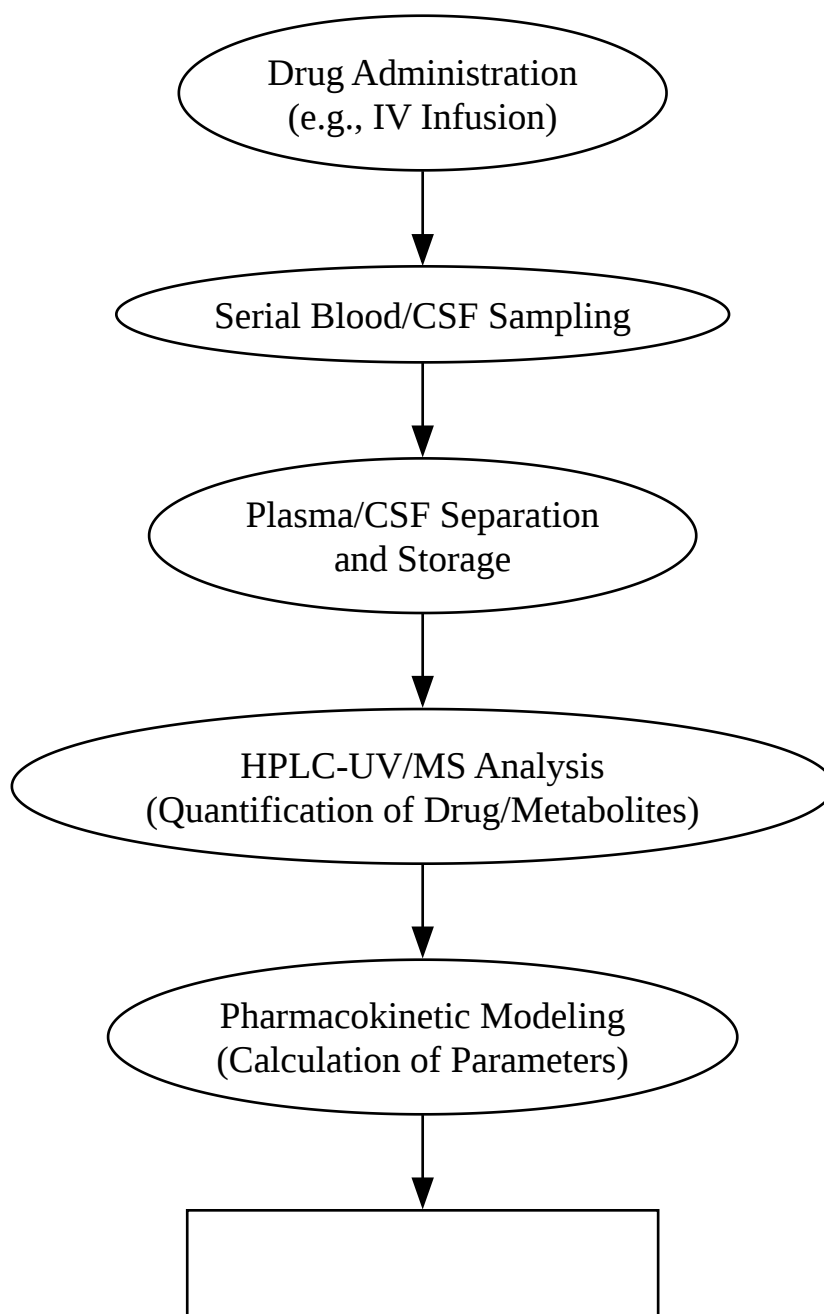 Drug Administration
(e.g., IV Infusion)
Serial Blood/CSF Sampling
Plasma/CSF Separation
and Storage
HPLC-UV/MS Analysis
(Quantification of Drug/Metabolites)
Pharmacokinetic Modeling
(Calculation of Parameters)